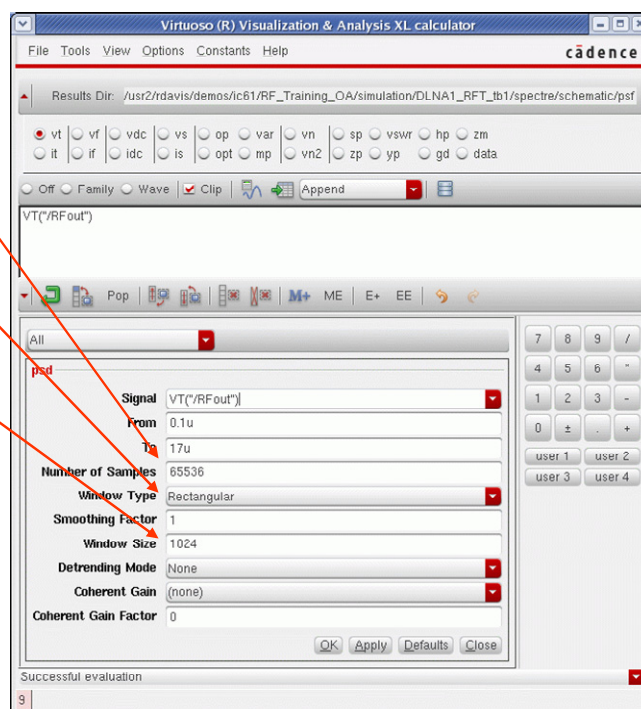 Virtuoso (R) Visualization & Analysis XL calculator
File Tools View Options Constants Help
cādence
Results Dir: /usr2/rdavis/demos/ic61/RF_Training_OA/simulation/DLNA1_RFT_tb1/spectre/schematic/psf
vt vf vdc vs op var vn sp vswr hp zm
it if idc is opt mp vn2 zp yp gd data
Off Family Wave Clip Append
VT("/RFout")
Pop M+ ME E+ EE
All
7 8 9 /
psd
4 5 6 *
Signal VT("/RFout")
1 2 3 -
From 0.1u
0 ± . +
To 17u
user 1 user 2
Number of Samples 65536
user 3 user 4
Window Type Rectangular
Smoothing Factor 1
Window Size 1024
Detrending Mode None
Coherent Gain (none)
Coherent Gain Factor 0
OK Apply Defaults Close
Successful evaluation
9